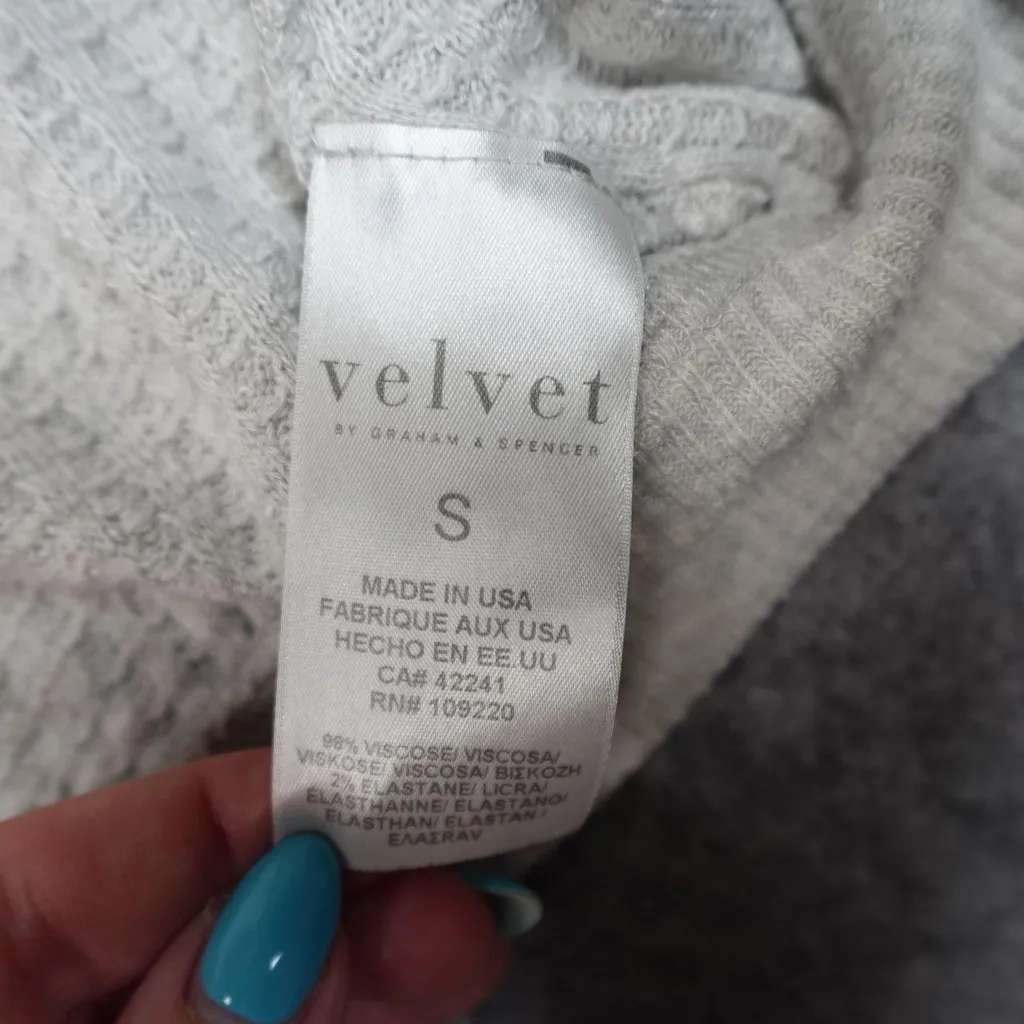 velvet
BY GRAHAM & SPENCER
S
MADE IN USA
FABRIQUE AUX USA
HECHO EN EE.UU
CA# 42241
RN# 109220
98% VISCOSE/ VISCOSA/
VISKOSE/ VISCOSA/ ΒΙΣΚΟΖΗ
2% ELASTANE/ LICRA/
ELASTHANNE/ ELASTANO/
ELASTHAN/ ELASTAN /
ΕΛΑΣRAV